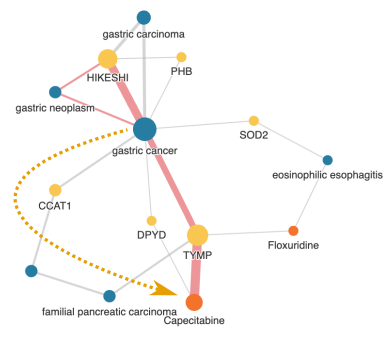 gastric carcinoma
HIKESHI
PHB
gastric neoplasm
SOD2
gastric cancer
eosinophilic esophagitis
CCAT1
DPYD
TYMP
Floxuridine
familial pancreatic carcinoma
Capecitabine